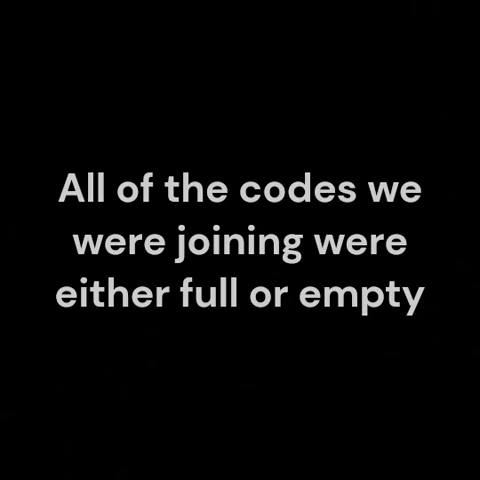 All of the codes we
were joining were
either full or empty